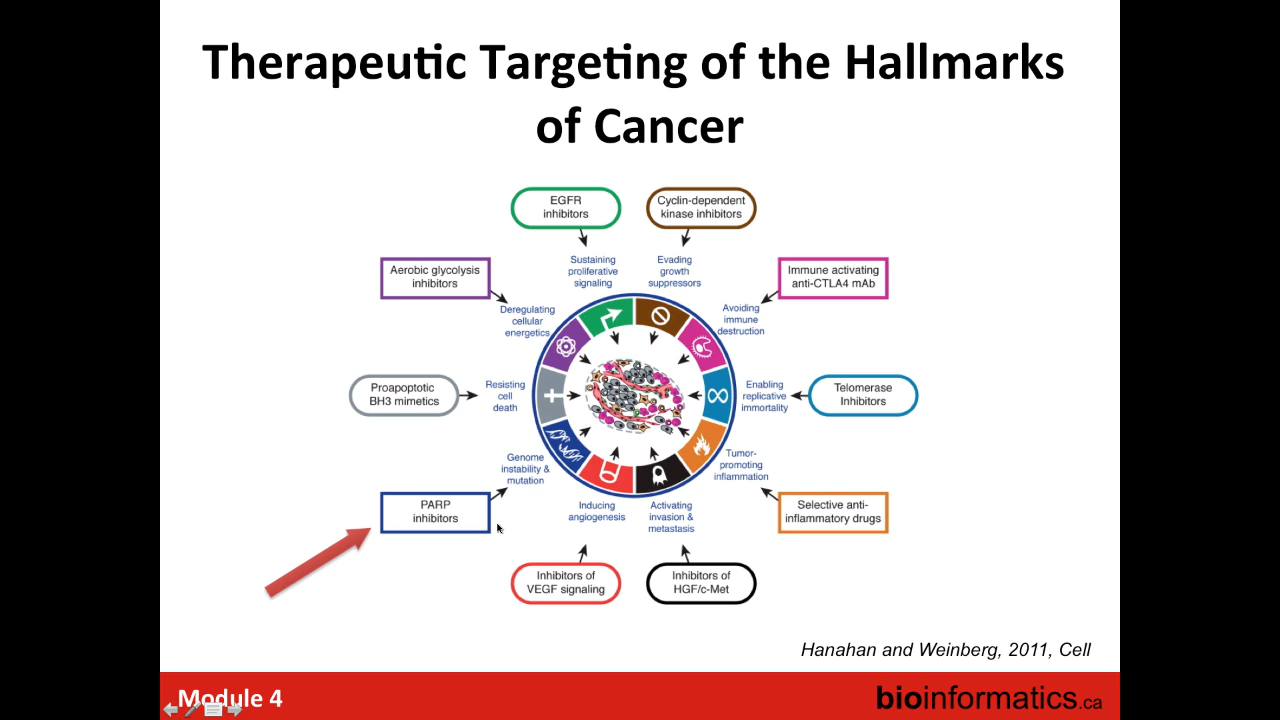 Therapeutic Targeting of the Hallmarks
of Cancer
EGFR
inhibitors
Cyclin-dependent
kinase inhibitors
Sustaining
proliferative
signaling
Evading
growth
suppressors
Aerobic glycolysis
inhibitors
Immune activating
anti-CTLA4 mAb
Deregulating
cellular
energetics
Avoiding
immune
destruction
Proapoptotic
BH3 mimetics
Resisting
cell
death
Enabling
replicative
immortality
Telomerase
Inhibitors
Genome
instability &
mutation
Tumor-
promoting
inflammation
PARP
inhibitors
Inducing
angiogenesis
Activating
invasion &
metastasis
Selective anti-
inflammatory drugs
Inhibitors of
VEGF signaling
Inhibitors of
HGF/c-Met
Hanahan and Weinberg, 2011, Cell
Module 4
bioinformatics.ca